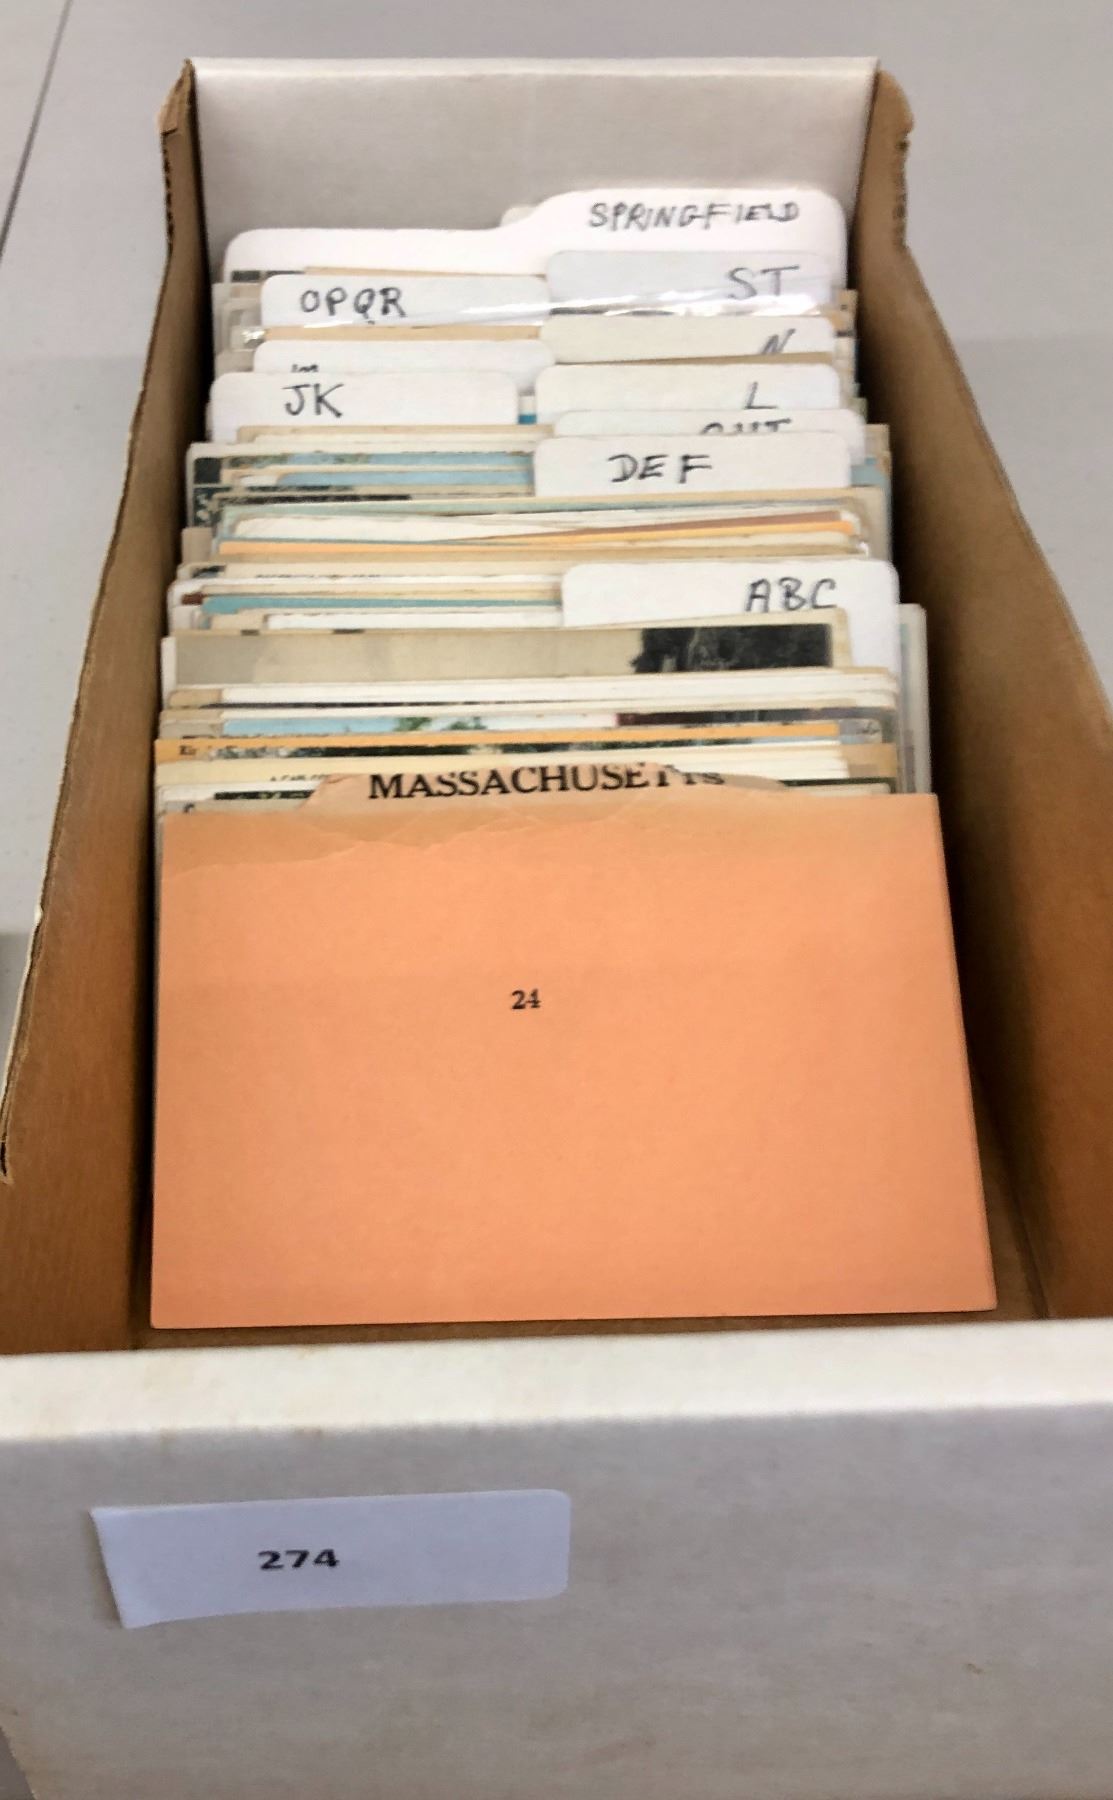 SPRINGFIELD
ST
OPQR
N
m
L
JK
DEF
ABC
MASSACHUSETTS
24
274